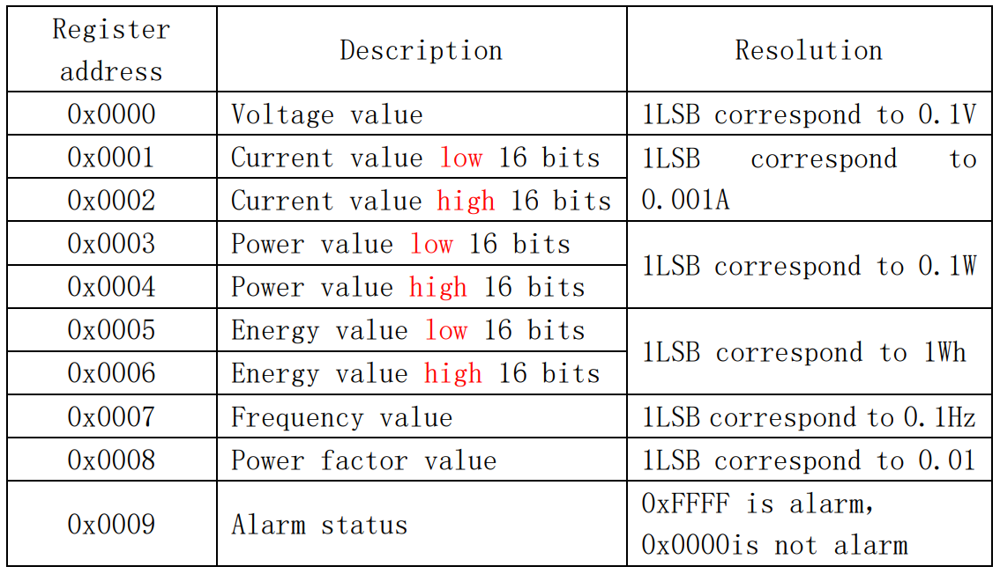 Register address	Description	Resolution
0x0000	Voltage value	1LSB correspond to 0.1V
0x0001	Current value low 16 bits	1LSB correspond to 0.001A
0x0002	Current value high 16 bits
0x0003	Power value low 16 bits	1LSB correspond to 0.1W
0x0004	Power value high 16 bits
0x0005	Energy value low 16 bits	1LSB correspond to 1Wh
0x0006	Energy value high 16 bits
0x0007	Frequency value	1LSB correspond to 0.1Hz
0x0008	Power factor value	1LSB correspond to 0.01
0x0009	Alarm status	0xFFFF is alarm，
0x0000is not alarm